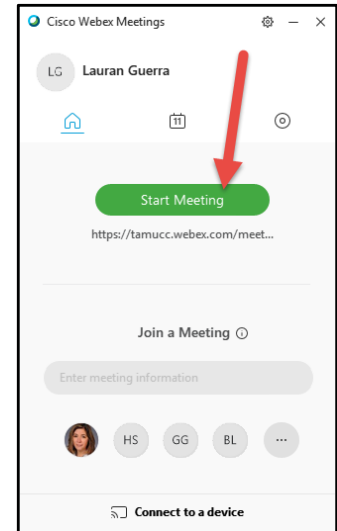 Cisco Webex Meetings
LG Lauran Guerra
11
Start Meeting
https://tamucc.webex.com/meet...
Join a Meeting
Enter meeting information
HS GG BL ...
Connect to a device